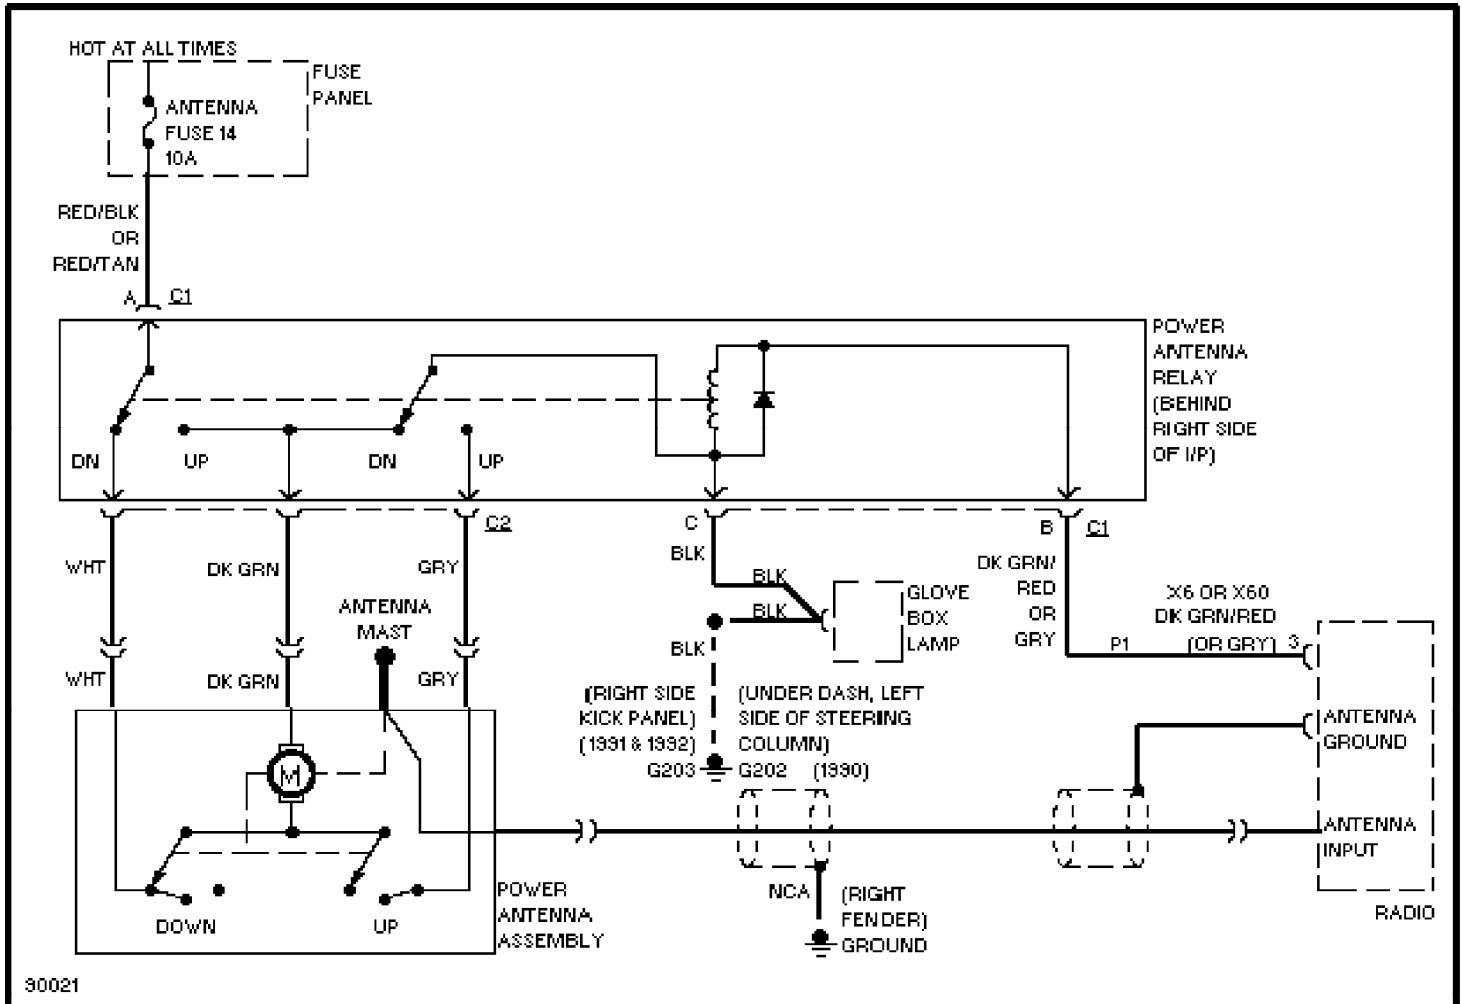 HOT AT ALL TIMES
FUSE
PANEL
ANTENNA
FUSE 14
10A
RED/BLK
OR
RED/TAN
A C1
POWER
ANTENNA
RELAY
(BEHIND
RIGHT SIDE
OF I/P)
DN UP DN UP
C2
C
B C1
WHT DK GRN GRY
BLK
BLK
BLK
BLK
GLOVE
BOX
LAMP
DK GRN/
RED
OR
GRY
X6 OR X60
DK GRN/RED
P1 (OR GRY) 3
ANTENNA
MAST
WHT DK GRN GRY
(RIGHT SIDE
KICK PANEL)
(1991 & 1992)
G203
(UNDER DASH, LEFT
SIDE OF STEERING
COLUMN)
G202 (1990)
ANTENNA
GROUND
M
ANTENNA
INPUT
RADIO
NCA
(RIGHT
FENDER)
GROUND
DOWN UP
POWER
ANTENNA
ASSEMBLY
90021